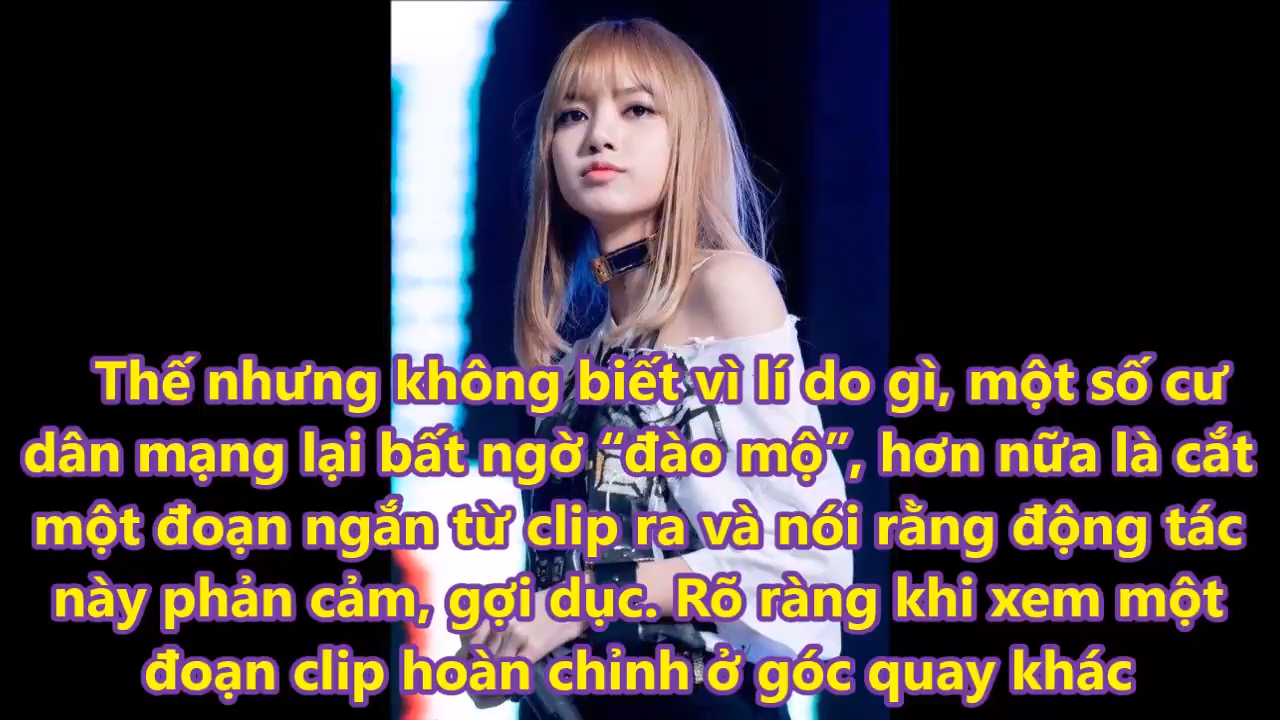 Thế nhưng không biết vì lí do gì, một số cư
dân mạng lại bất ngờ “đào mộ”, hơn nữa là cắt
một đoạn ngắn từ clip ra và nói rằng động tác
này phản cảm, gợi dục. Rõ ràng khi xem một
đoạn clip hoàn chỉnh ở góc quay khác